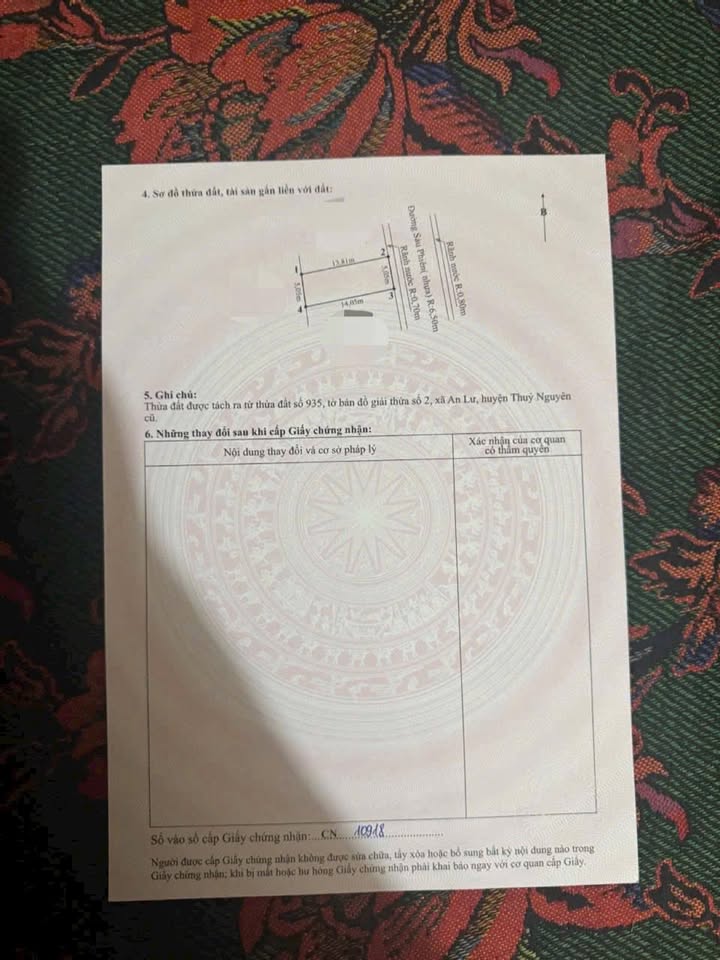 4. Sơ đồ thửa đất, tài sản gắn liền với đất:
B
1
13,81m
2
5,05m
3
14,05m
4
5,05m
Rãnh nước R:0,70m
Đường Sáu Phiên( nhựa) R:6,50m
Rãnh nước R:0,80m
5. Ghi chú:
Thửa đất được tách ra từ thửa đất số 935, tờ bản đồ giải thửa số 2, xã An Lư, huyện Thuỷ Nguyên
cũ.
6. Những thay đổi sau khi cấp Giấy chứng nhận:
Nội dung thay đổi và cơ sở pháp lý
Xác nhận của cơ quan
có thẩm quyền
Số vào sổ cấp Giấy chứng nhận:...CN.....10918..................
Người được cấp Giấy chứng nhận không được sửa chữa, tẩy xóa hoặc bổ sung bất kỳ nội dung nào trong
Giấy chứng nhận; khi bị mất hoặc hư hỏng Giấy chứng nhận phải khai báo ngay với cơ quan cấp Giấy.